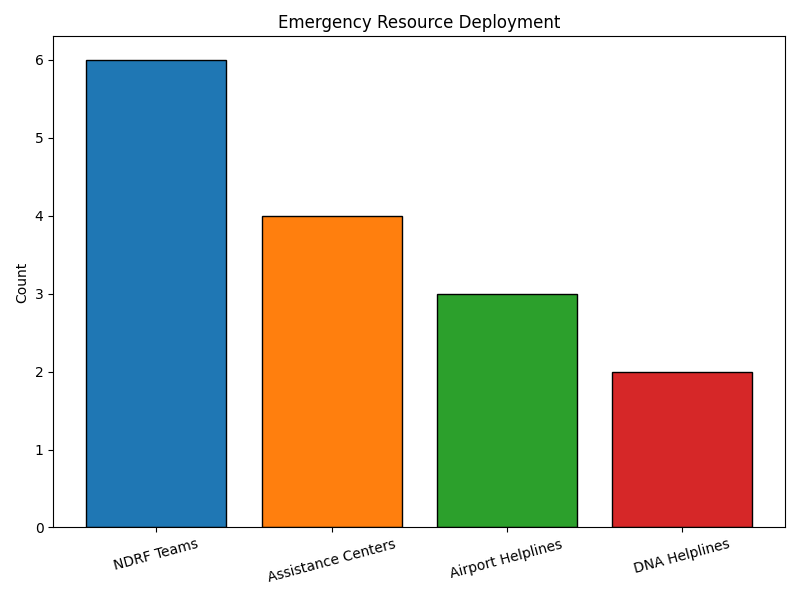 Emergency Resource Deployment
Count
6
5
4
3
2
1
0
NDRF Teams
Assistance Centers
Airport Helplines
DNA Helplines